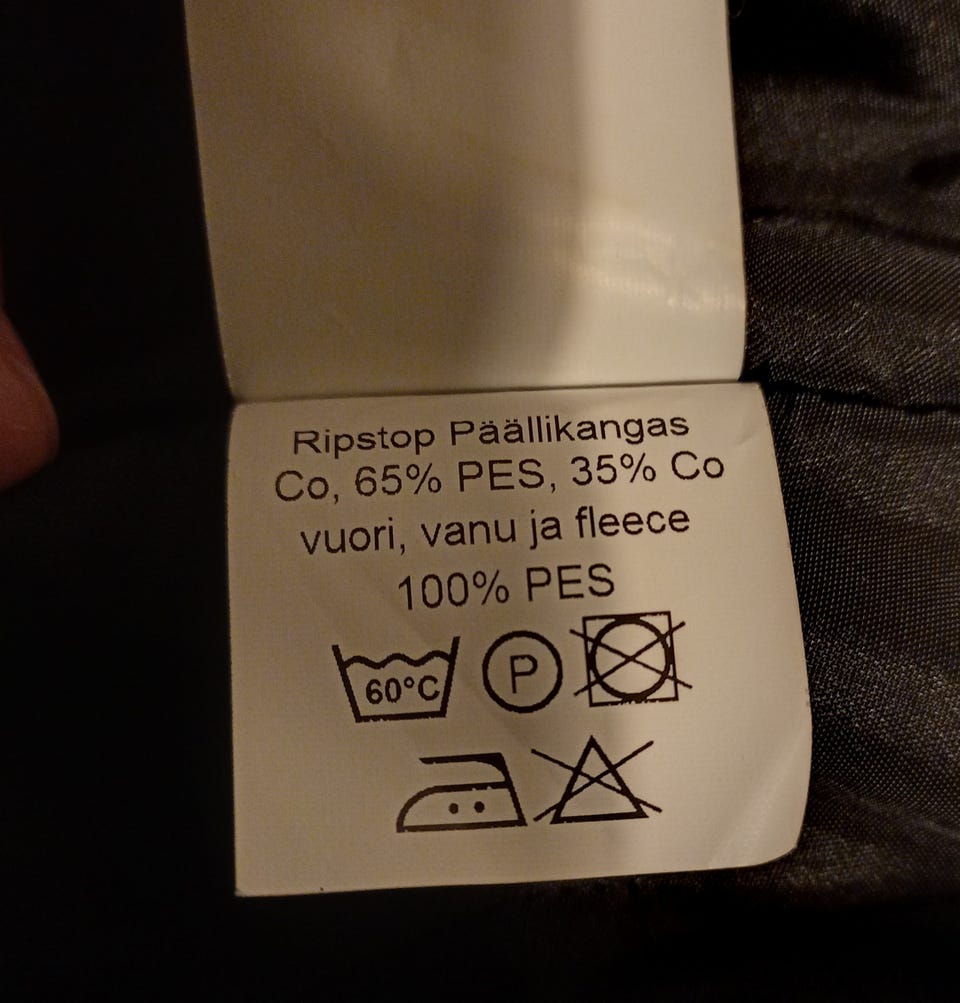 Ripstop Päällikangas
Co, 65% PES, 35% Co
vuori, vanu ja fleece
100% PES
60°C P